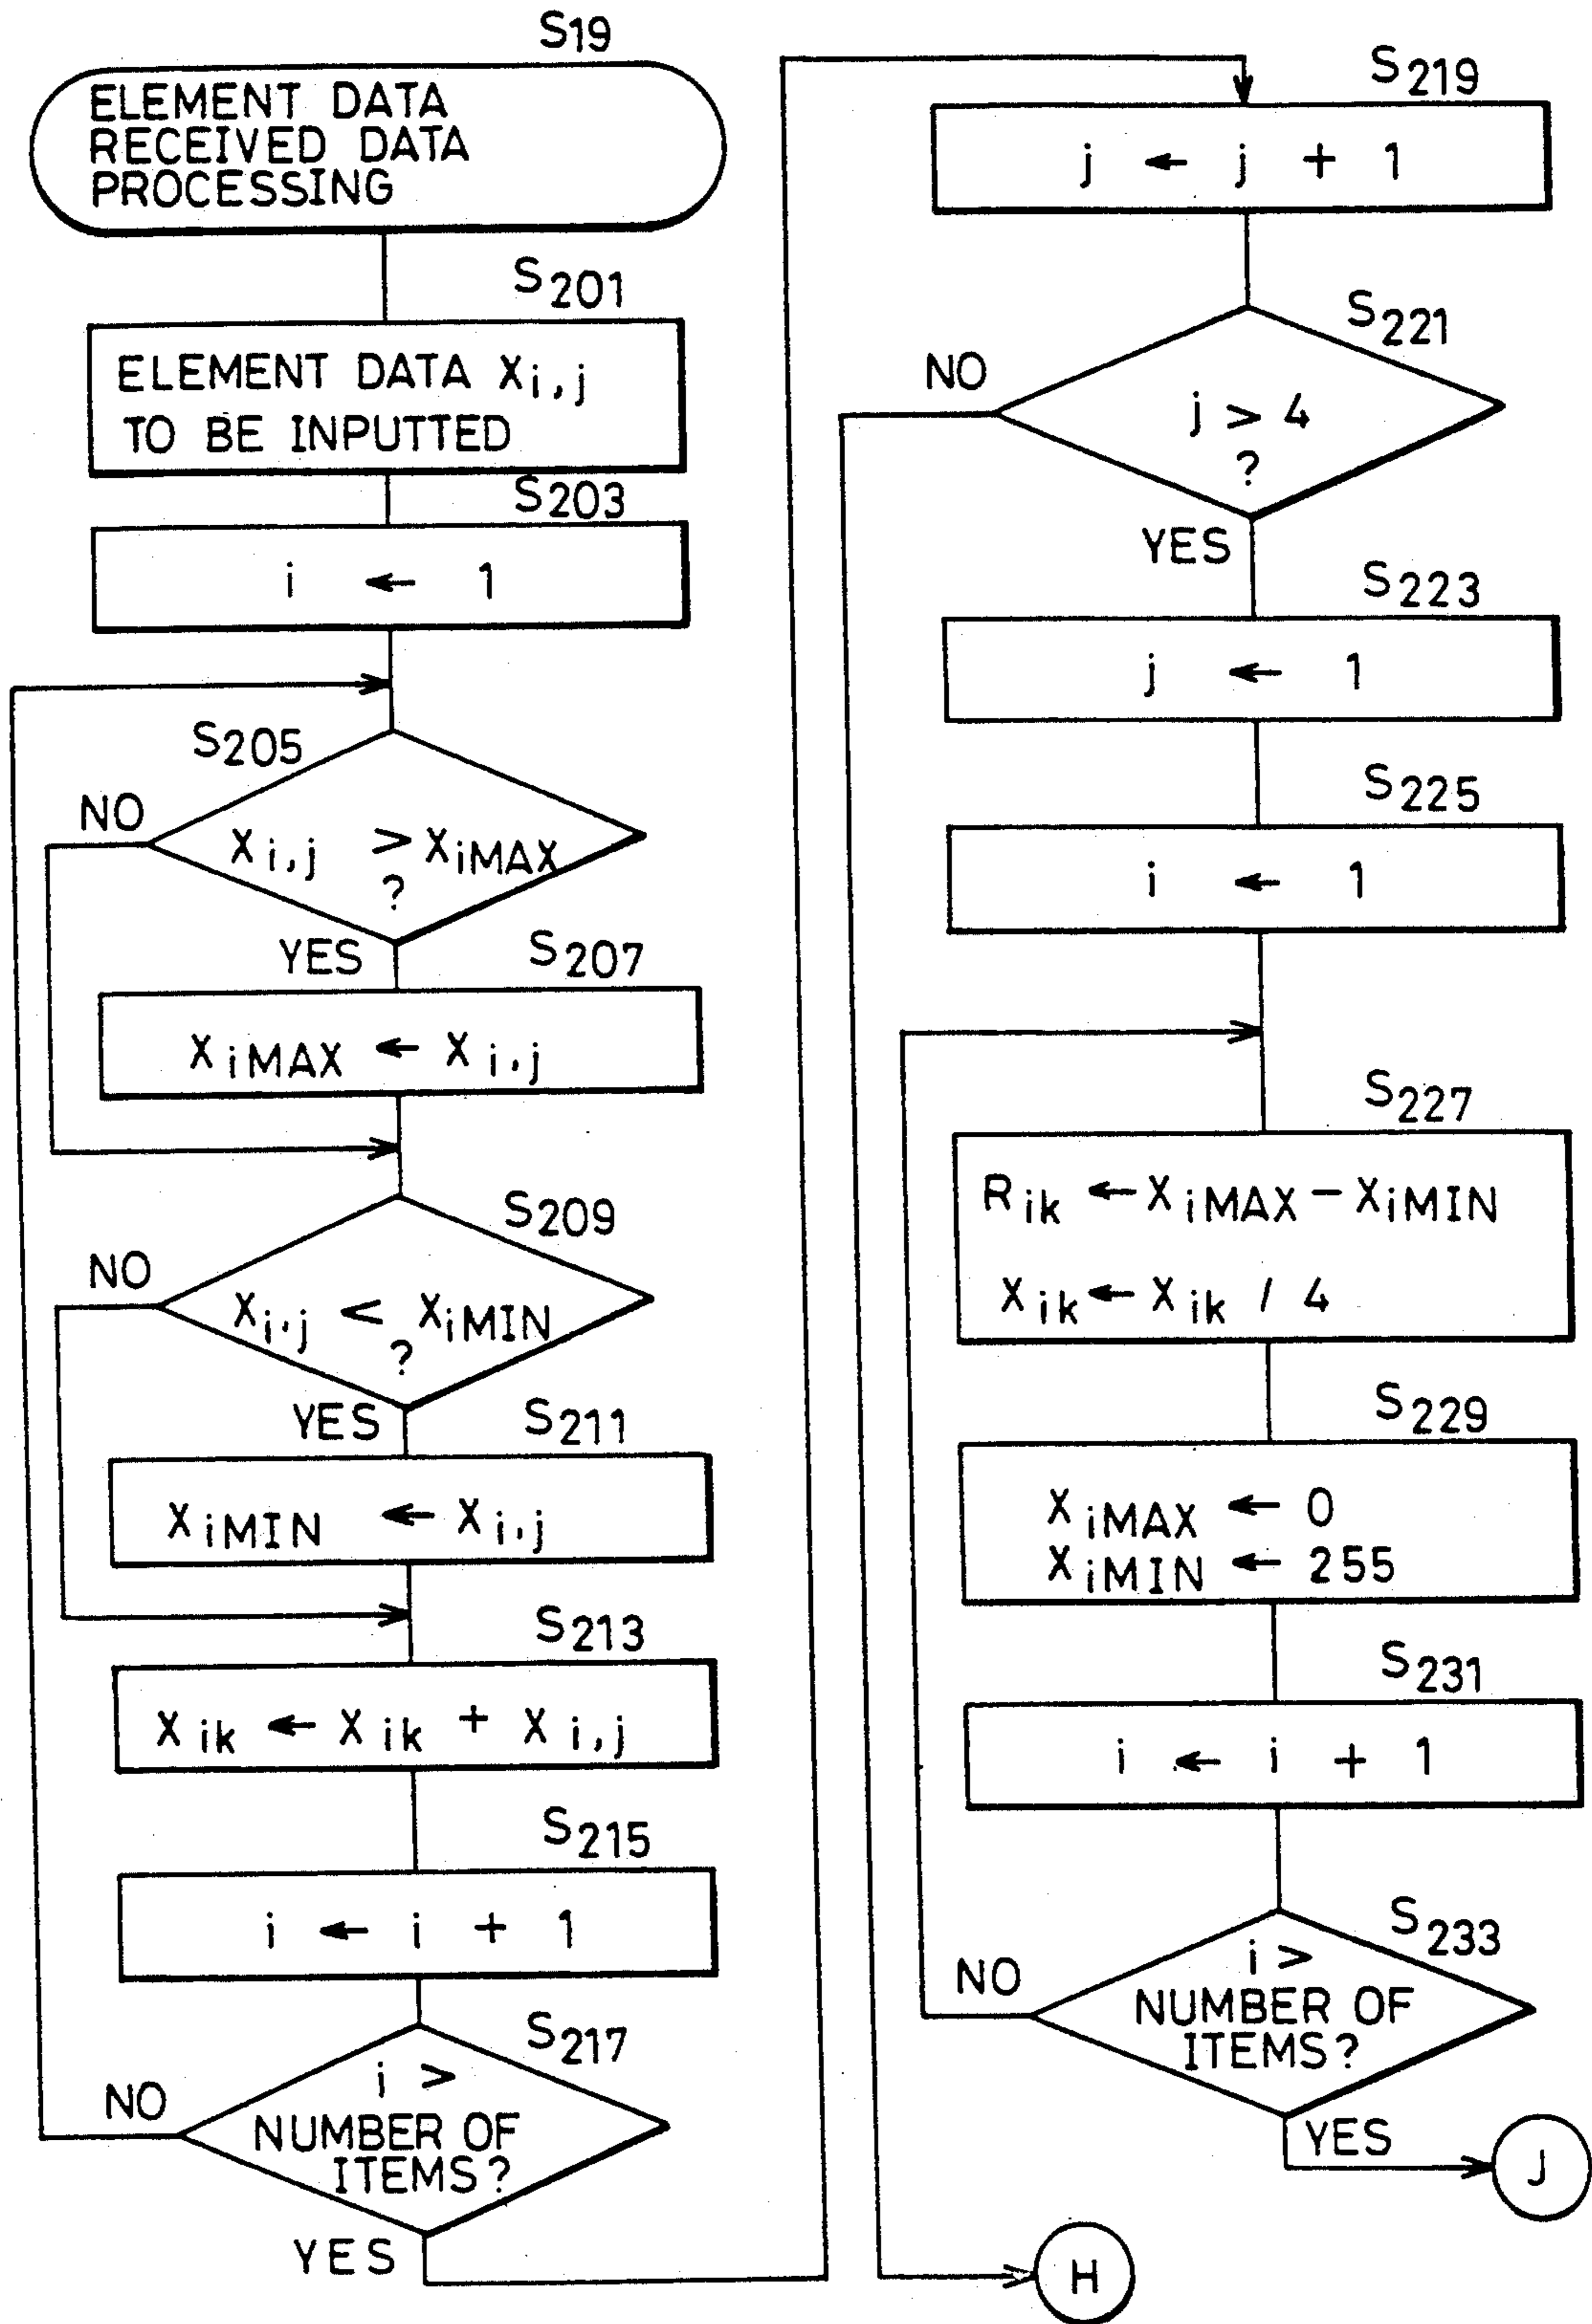 S19
ELEMENT DATA
RECEIVED DATA
PROCESSING
S201
ELEMENT DATA Xi,j
TO BE INPUTTED
S203
i ← 1
S205
NO
Xi,j > XiMAX
?
YES
S207
XiMAX ← Xi,j
S209
NO
Xi,j < XiMIN
?
YES
S211
XiMIN ← Xi,j
S213
Xik ← Xik + Xi,j
S215
i ← i + 1
S217
i >
NO
NUMBER OF
ITEMS?
YES
S219
j ← j + 1
S221
NO
j > 4
?
YES
S223
j ← 1
S225
i ← 1
S227
Rik ← XiMAX − XiMIN
Xik ← Xik / 4
S229
XiMAX ← 0
XiMIN ← 255
S231
i ← i + 1
S233
i >
NO
NUMBER OF
ITEMS?
YES
J
H